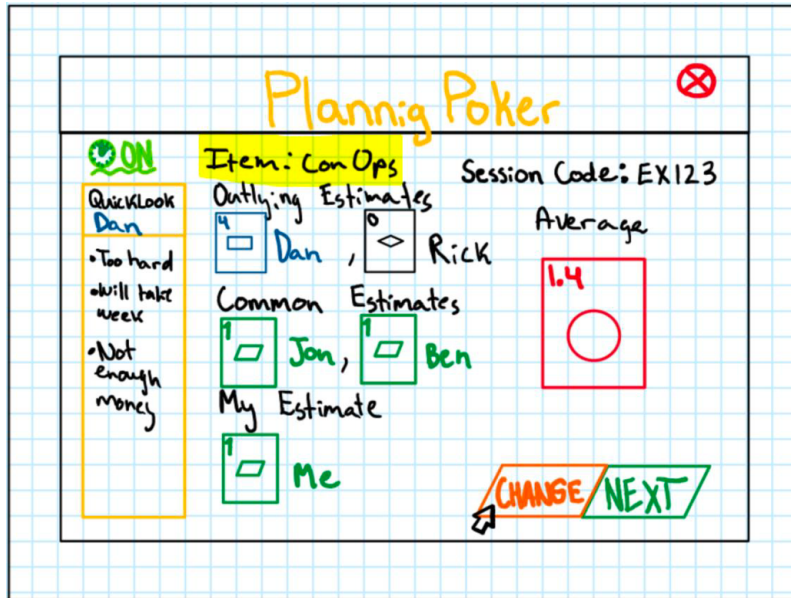 Plannig Poker
ON
Item: Con Ops
Session Code: EX123
QuickLook
Dan
•Too hard
•Will take
week
•Not
enough
money
Outlying Estimates
4 Dan, 0 Rick
Common Estimates
1 Jon, 1 Ben
My Estimate
1 Me
Average
1.4
CHANGE NEXT